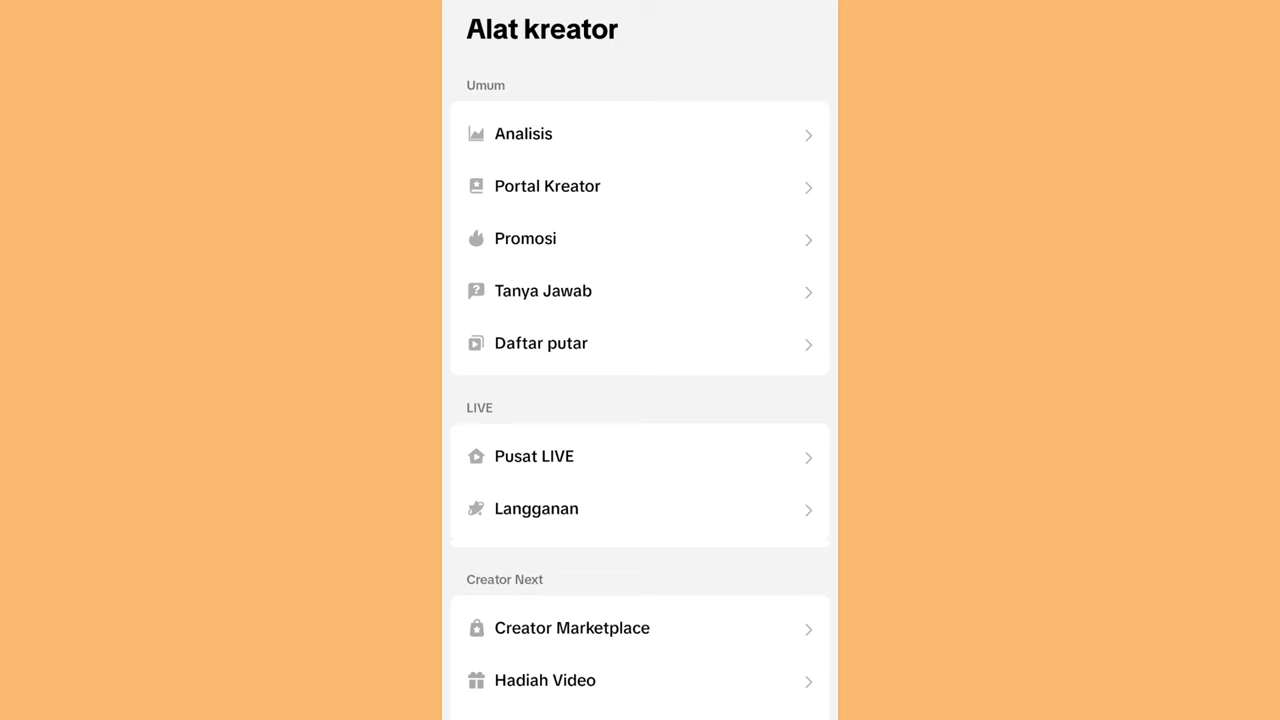 Alat kreator
Umum
Analisis
Portal Kreator
Promosi
Tanya Jawab
Daftar putar
LIVE
Pusat LIVE
Langganan
Creator Next
Creator Marketplace
Hadiah Video